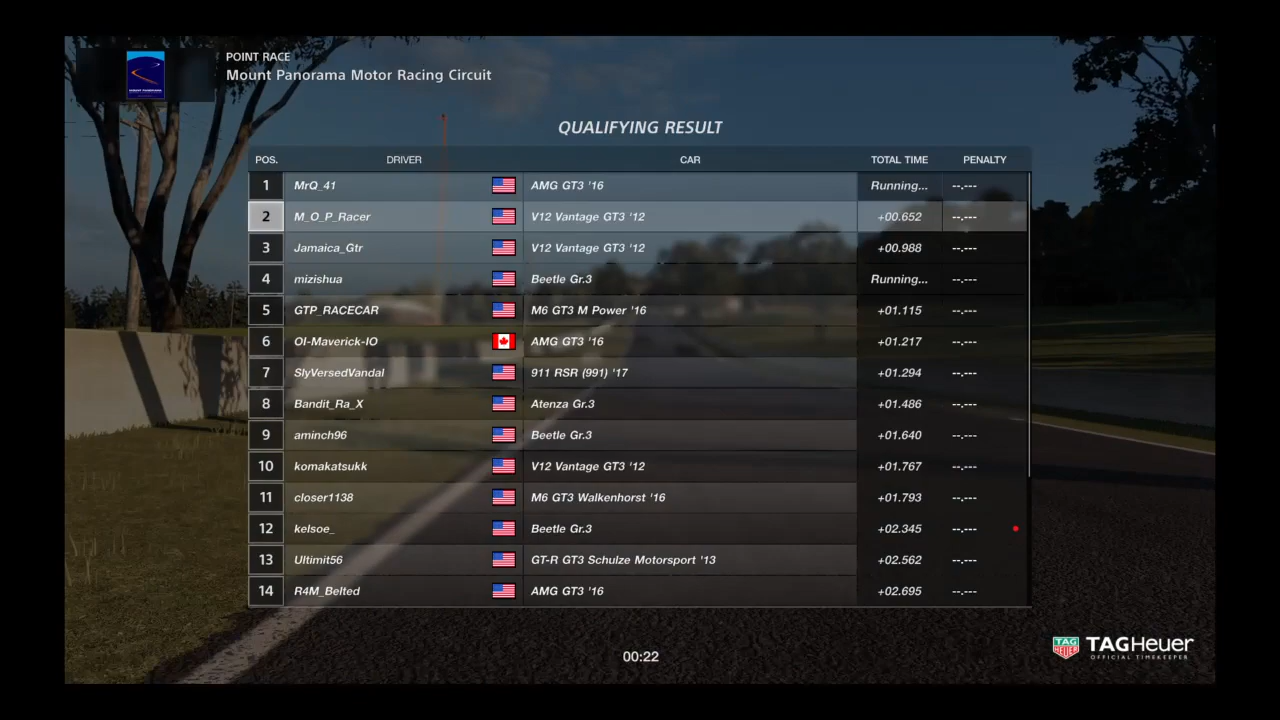 POINT RACE
Mount Panorama Motor Racing Circuit
MOUNT PANORAMA
QUALIFYING RESULT
POS. DRIVER CAR TOTAL TIME PENALTY
1 MrQ_41 AMG GT3 '16 Running... --.---
2 M_O_P_Racer V12 Vantage GT3 '12 +00.652 --.---
3 Jamaica_Gtr V12 Vantage GT3 '12 +00.988 --.---
4 mizishua Beetle Gr.3 Running... --.---
5 GTP_RACECAR M6 GT3 M Power '16 +01.115 --.---
6 OI-Maverick-IO AMG GT3 '16 +01.217 --.---
7 SlyVersedVandal 911 RSR (991) '17 +01.294 --.---
8 Bandit_Ra_X Atenza Gr.3 +01.486 --.---
9 aminch96 Beetle Gr.3 +01.640 --.---
10 komakatsukk V12 Vantage GT3 '12 +01.767 --.---
11 closer1138 M6 GT3 Walkenhorst '16 +01.793 --.---
12 kelsoe_ Beetle Gr.3 +02.345 --.---
13 Ultimit56 GT-R GT3 Schulze Motorsport '13 +02.562 --.---
14 R4M_Belted AMG GT3 '16 +02.695 --.---
00:22
TAG HEUER TAGHeuer
OFFICIAL TIMEKEEPER